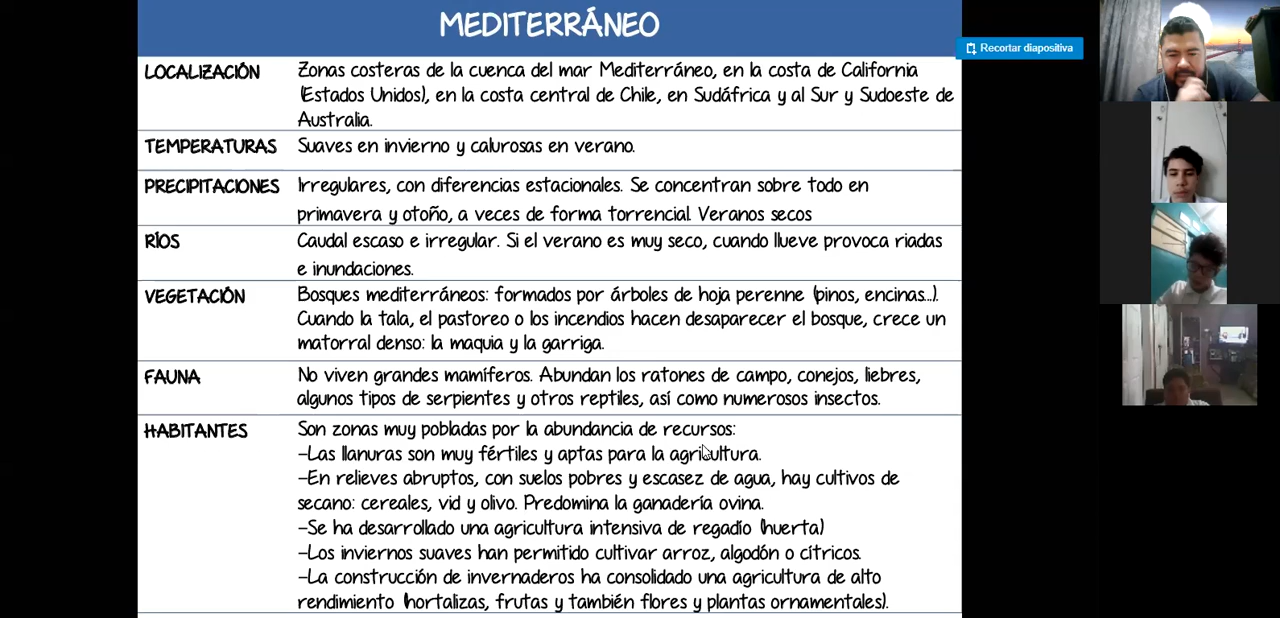 MEDITERRÁNEO
Recortar diapositiva
LOCALIZACIÓN
Zonas costeras de la cuenca del mar Mediterráneo, en la costa de California
(Estados Unidos), en la costa central de Chile, en Sudáfrica y al Sur y Sudoeste de
Australia.
TEMPERATURAS
Suaves en invierno y calurosas en verano.
PRECIPITACIONES
Irregulares, con diferencias estacionales. Se concentran sobre todo en
primavera y otoño, a veces de forma torrencial. Veranos secos
RÍOS
Caudal escaso e irregular. Si el verano es muy seco, cuando llueve provoca riadas
e inundaciones.
VEGETACIÓN
Bosques mediterráneos: formados por árboles de hoja perenne (pinos, encinas...).
Cuando la tala, el pastoreo o los incendios hacen desaparecer el bosque, crece un
matorral denso: la maquia y la garriga.
FAUNA
No viven grandes mamíferos. Abundan los ratones de campo, conejos, liebres,
algunos tipos de serpientes y otros reptiles, así como numerosos insectos.
HABITANTES
Son zonas muy pobladas por la abundancia de recursos:
-Las llanuras son muy fértiles y aptas para la agricultura.
-En relieves abruptos, con suelos pobres y escasez de agua, hay cultivos de
secano: cereales, vid y olivo. Predomina la ganadería ovina.
-Se ha desarrollado una agricultura intensiva de regadío (huerta)
-Los inviernos suaves han permitido cultivar arroz, algodón o cítricos.
-La construcción de invernaderos ha consolidado una agricultura de alto
rendimiento (hortalizas, frutas y también flores y plantas ornamentales).